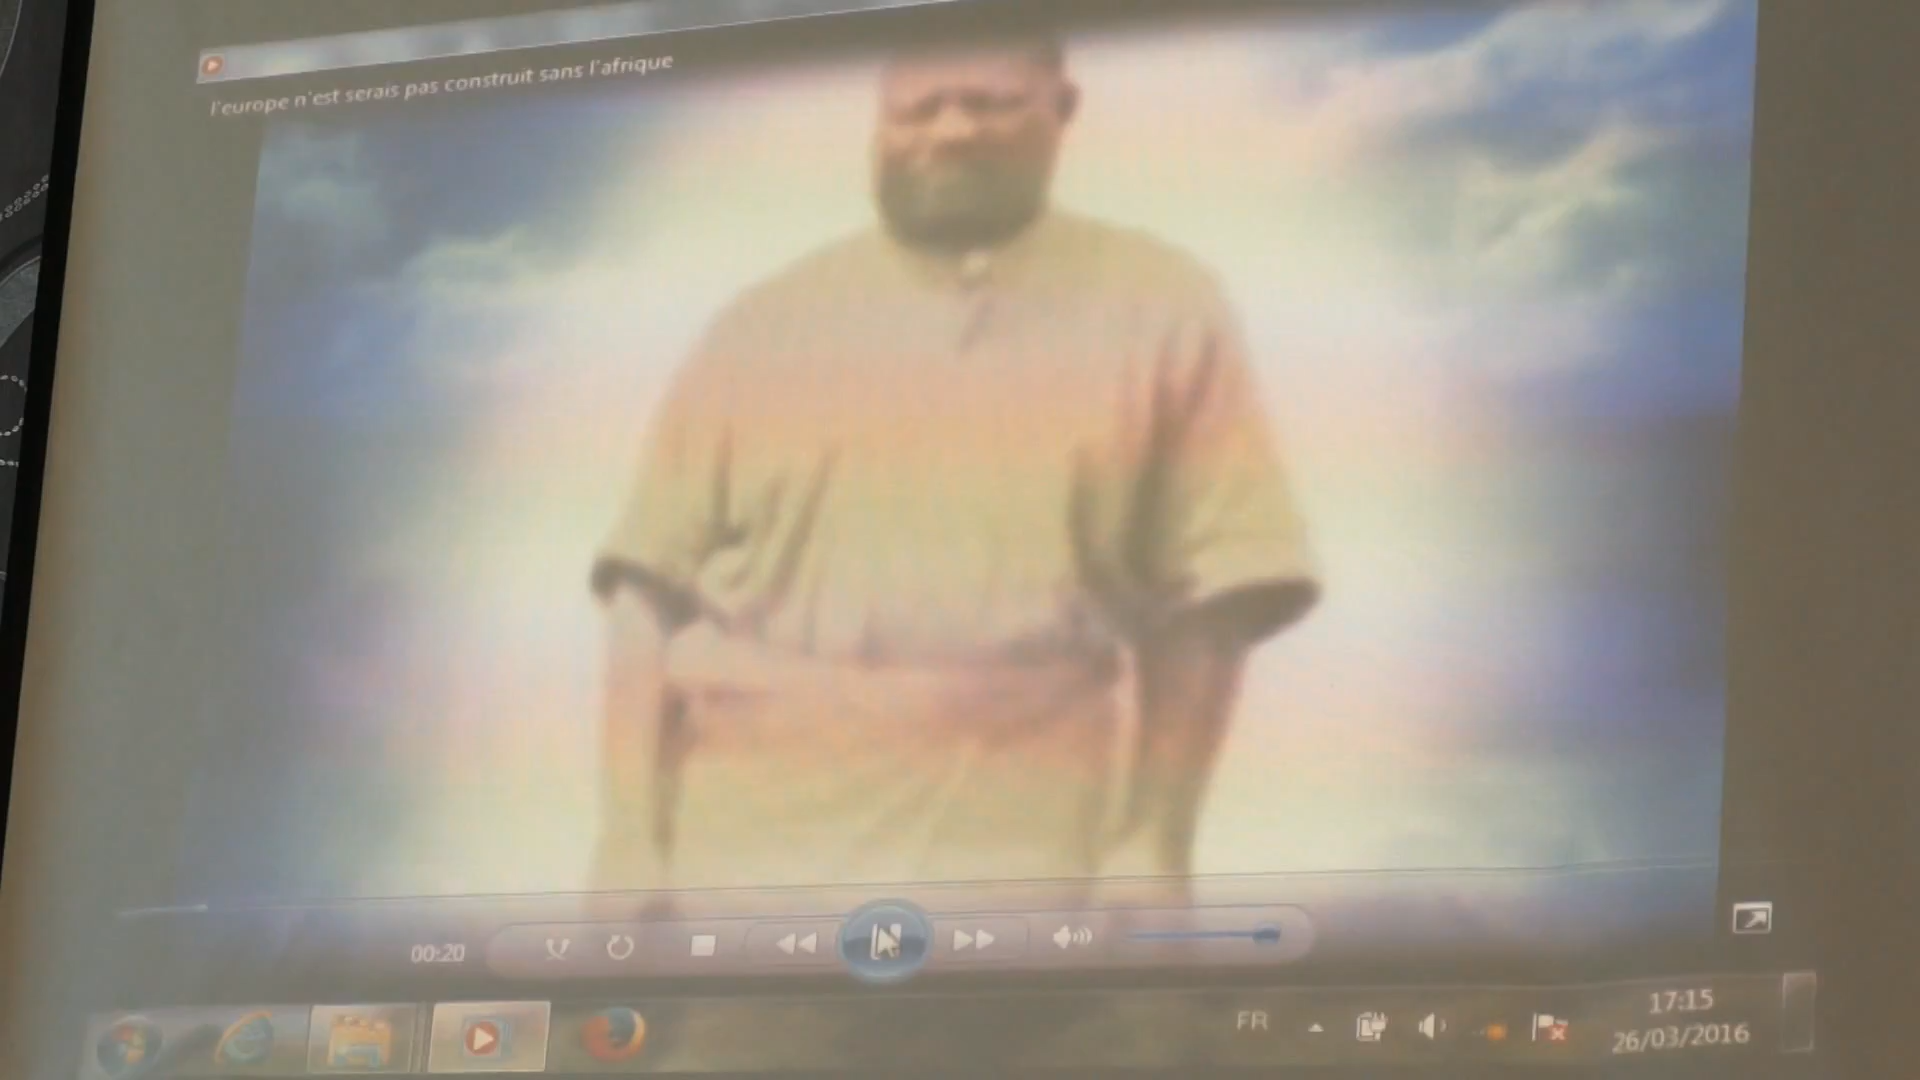 l'europe n'est serais pas construit sans l'afrique
00:20
FR
17:15
26/03/2016